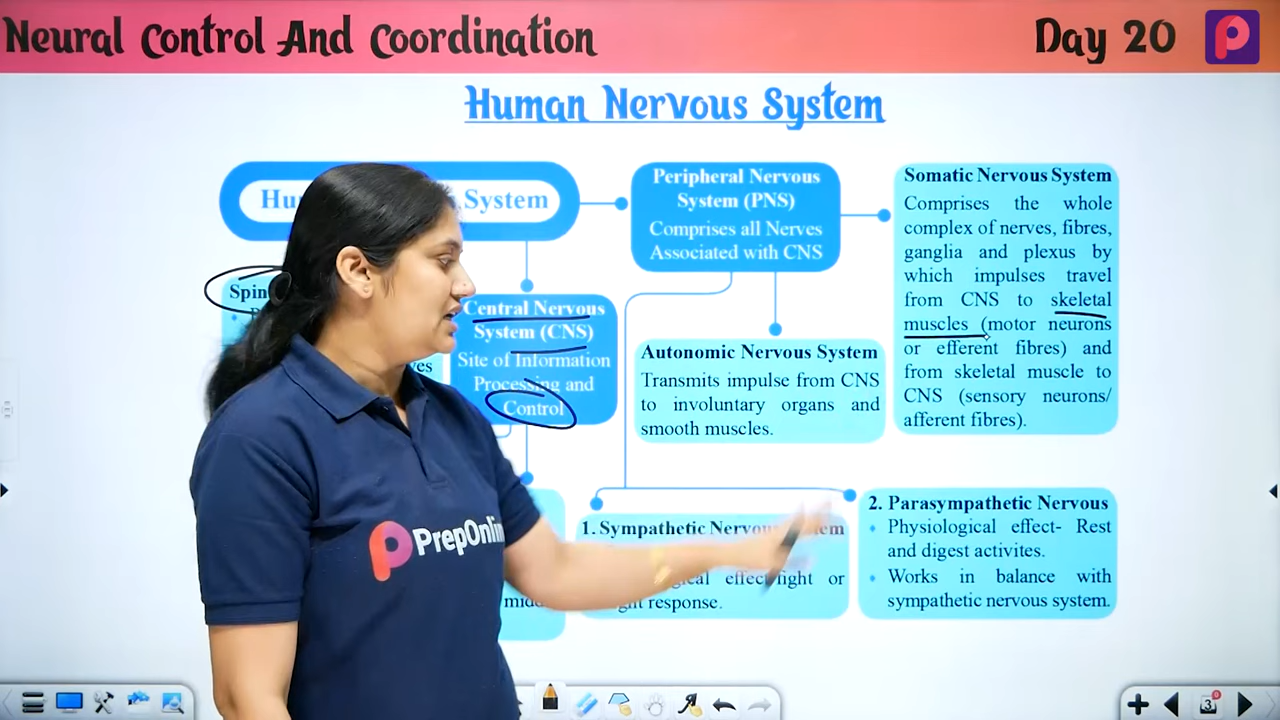 Neural Control And Coordination
Day 20
Human Nervous System
System
Peripheral Nervous
System (PNS)
Comprises all Nerves
Associated with CNS
Somatic Nervous System
Comprises the whole
complex of nerves, fibres,
ganglia and plexus by
which impulses travel
from CNS to skeletal
muscles (motor neurons
or efferent fibres) and
from skeletal muscle to
CNS (sensory neurons/
afferent fibres).
Central Nervous
System (CNS)
Site of Information
Processing and
Control
Autonomic Nervous System
Transmits impulse from CNS
to involuntary organs and
smooth muscles.
1. Sympathetic
effect fight or
response.
2. Parasympathetic Nervous
Physiological effect- Rest
and digest activites.
Works in balance with
sympathetic nervous system.
3